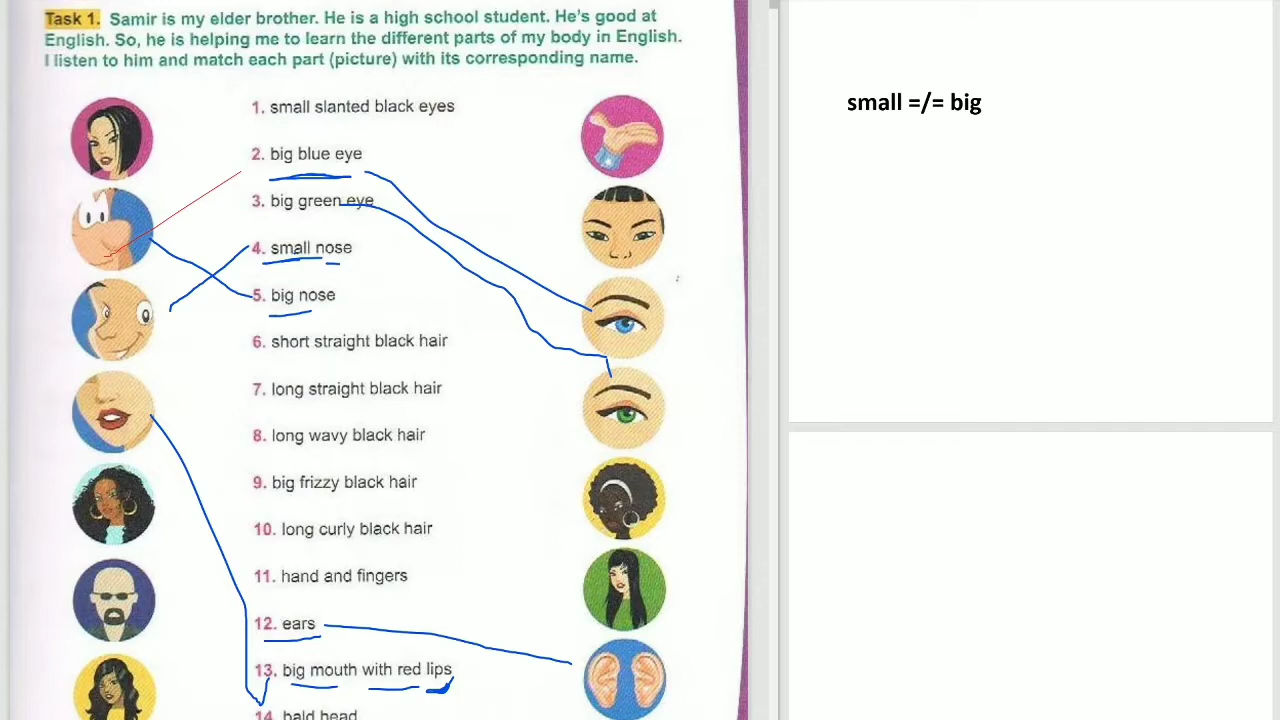 Task 1. Samir is my elder brother. He is a high school student. He's good at
English. So, he is helping me to learn the different parts of my body in English.
I listen to him and match each part (picture) with its corresponding name.
1. small slanted black eyes
2. big blue eye
3. big green eye
4. small nose
5. big nose
6. short straight black hair
7. long straight black hair
8. long wavy black hair
9. big frizzy black hair
10. long curly black hair
11. hand and fingers
12. ears
13. big mouth with red lips
14. bald head
small =/= big